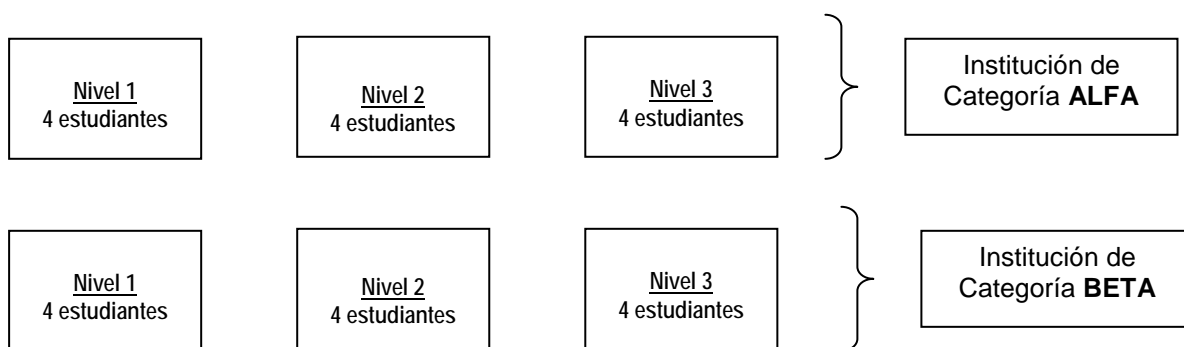 Nivel 1
4 estudiantes
Nivel 2
4 estudiantes
Nivel 3
4 estudiantes
Institución de
Categoría ALFA
Nivel 1
4 estudiantes
Nivel 2
4 estudiantes
Nivel 3
4 estudiantes
Institución de
Categoría BETA